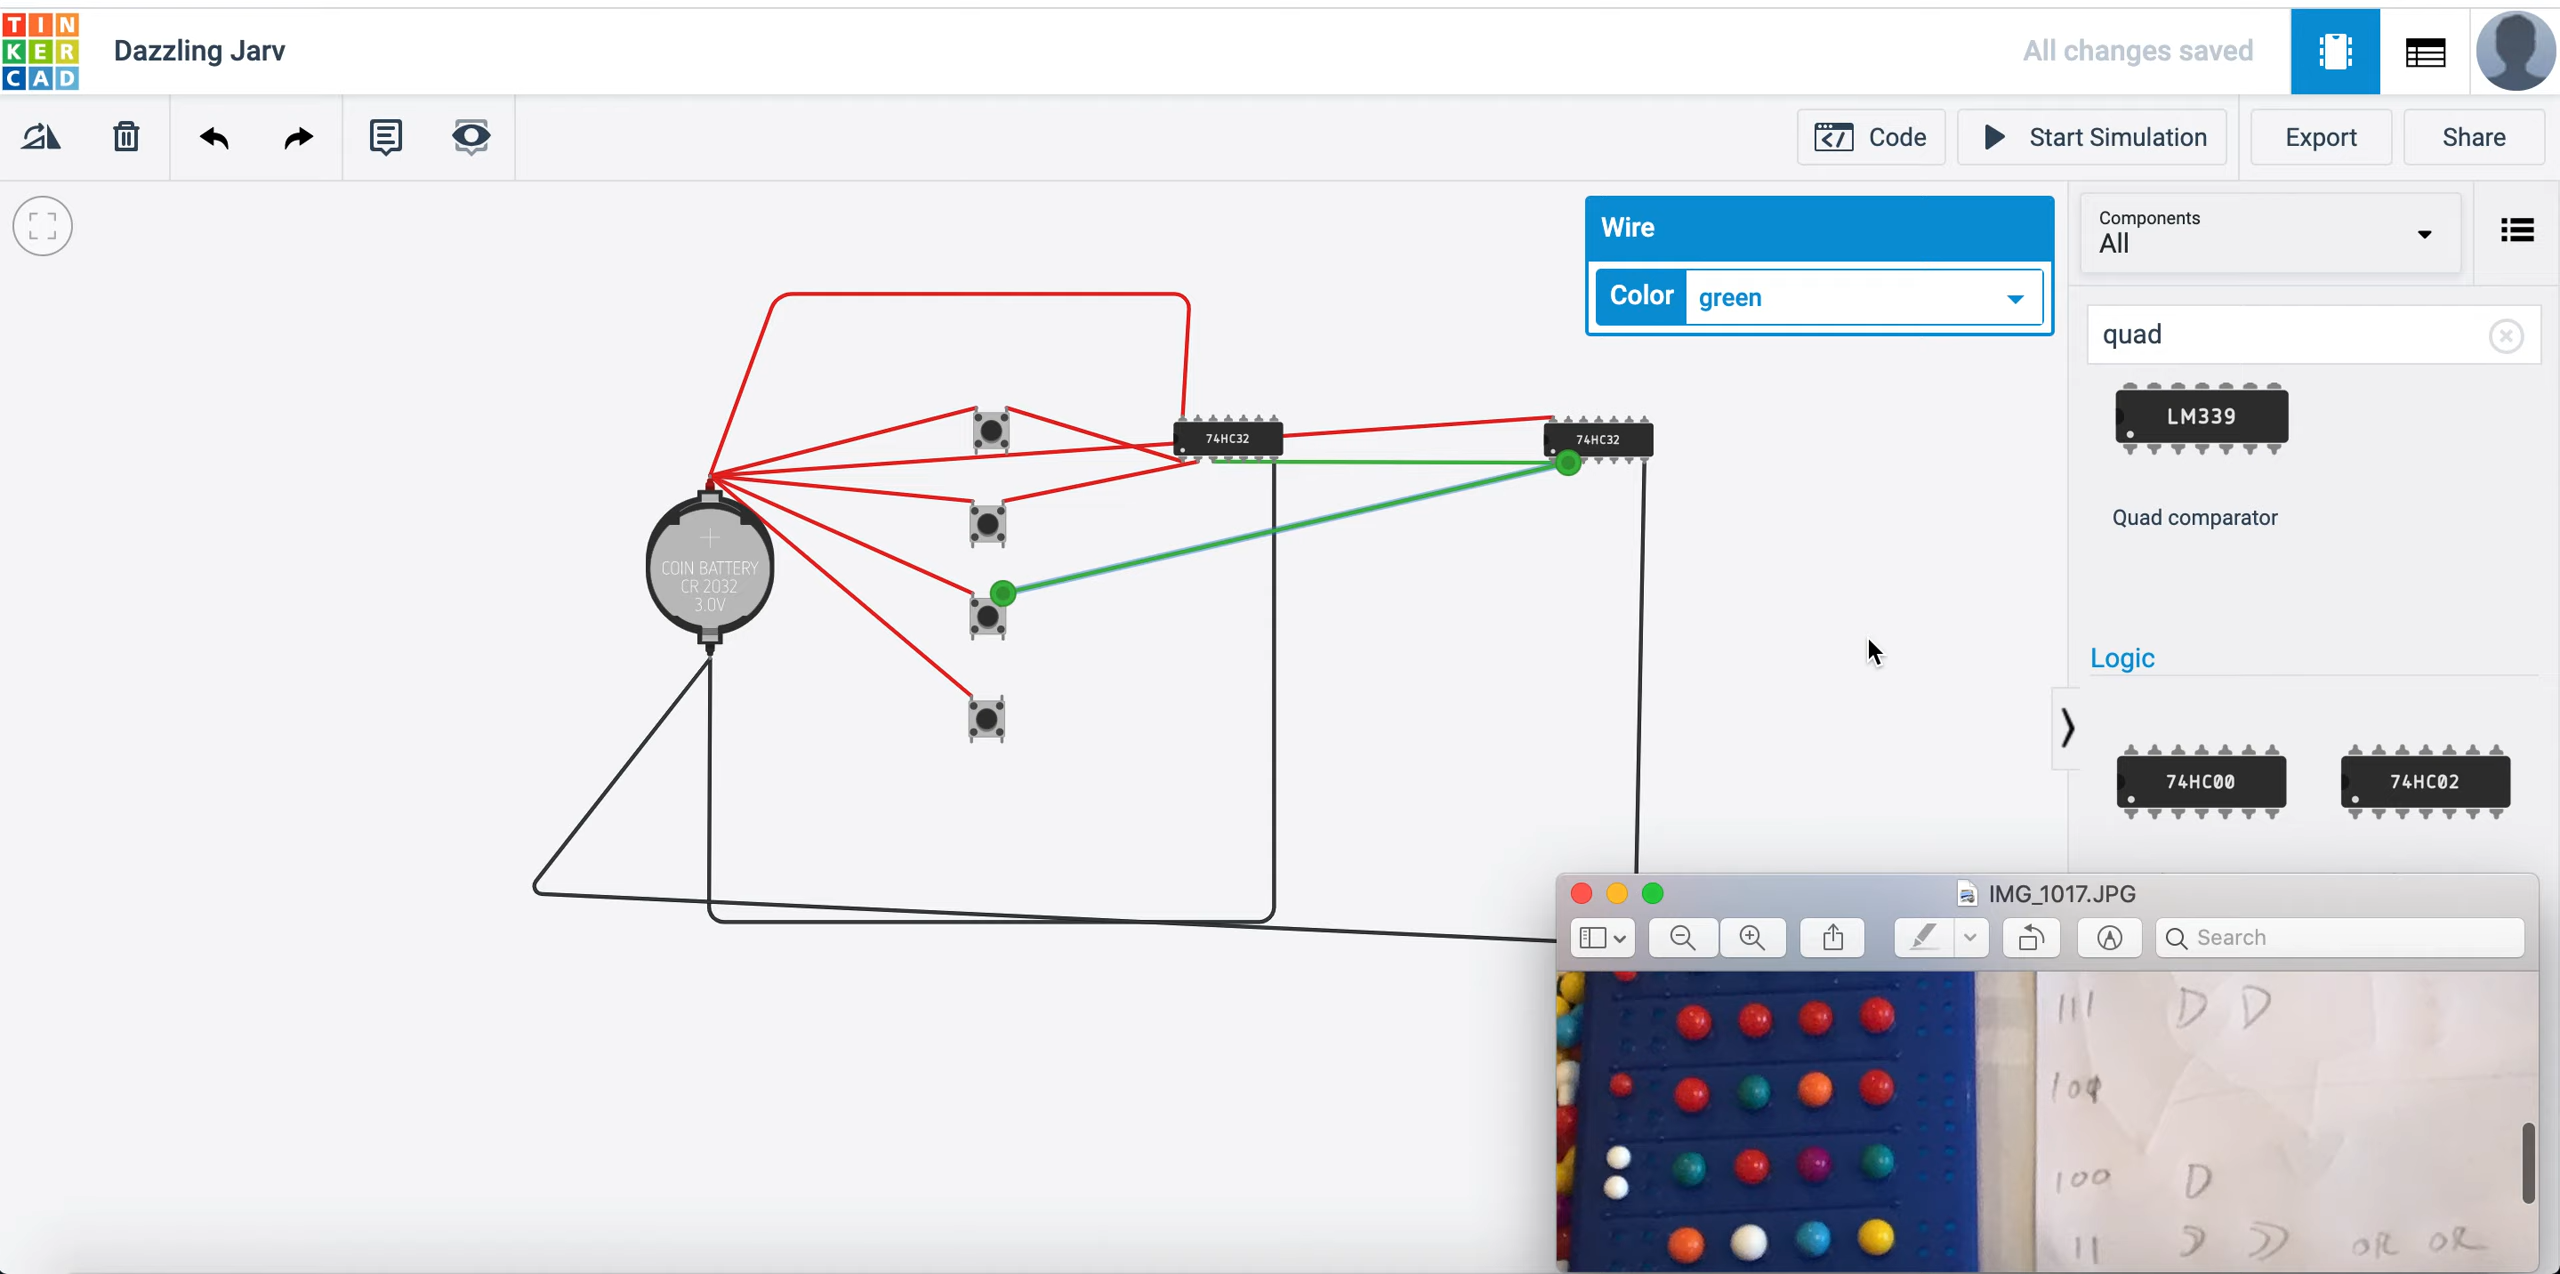 TIN
KER
CAD
Dazzling Jarv
All changes saved
Code
Start Simulation
Export
Share
Wire
Color green
Components
All
quad
LM339
Quad comparator
Logic
74HC00
74HC02
74HC32
74HC32
COIN BATTERY
CR 2032
3.0V
IMG_1017.JPG
Search
111 D D
100 D
11 OR OR